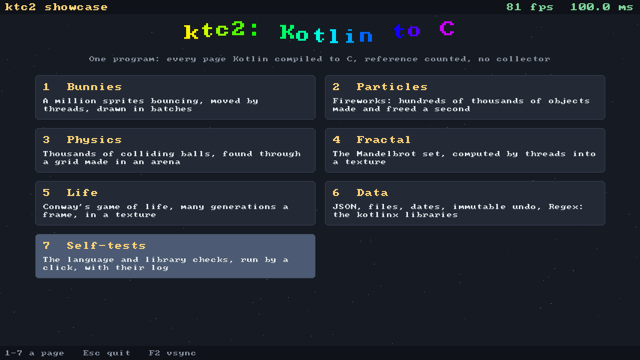 ktc2 showcase
81 fps 100.0 ms
ktc2: Kotlin to C
One program: every page Kotlin compiled to C, reference counted, no collector
1 Bunnies
A million sprites bouncing, moved by
threads, drawn in batches
2 Particles
Fireworks: hundreds of thousands of objects
made and freed a second
3 Physics
Thousands of colliding balls, found through
a grid made in an arena
4 Fractal
The Mandelbrot set, computed by threads into
a texture
5 Life
Conway's game of life, many generations a
frame, in a texture
6 Data
JSON, files, dates, immutable undo, Regex:
the kotlinx libraries
7 Self-tests
The language and library checks, run by a
click, with their log
1-7 a page Esc quit F2 vsync